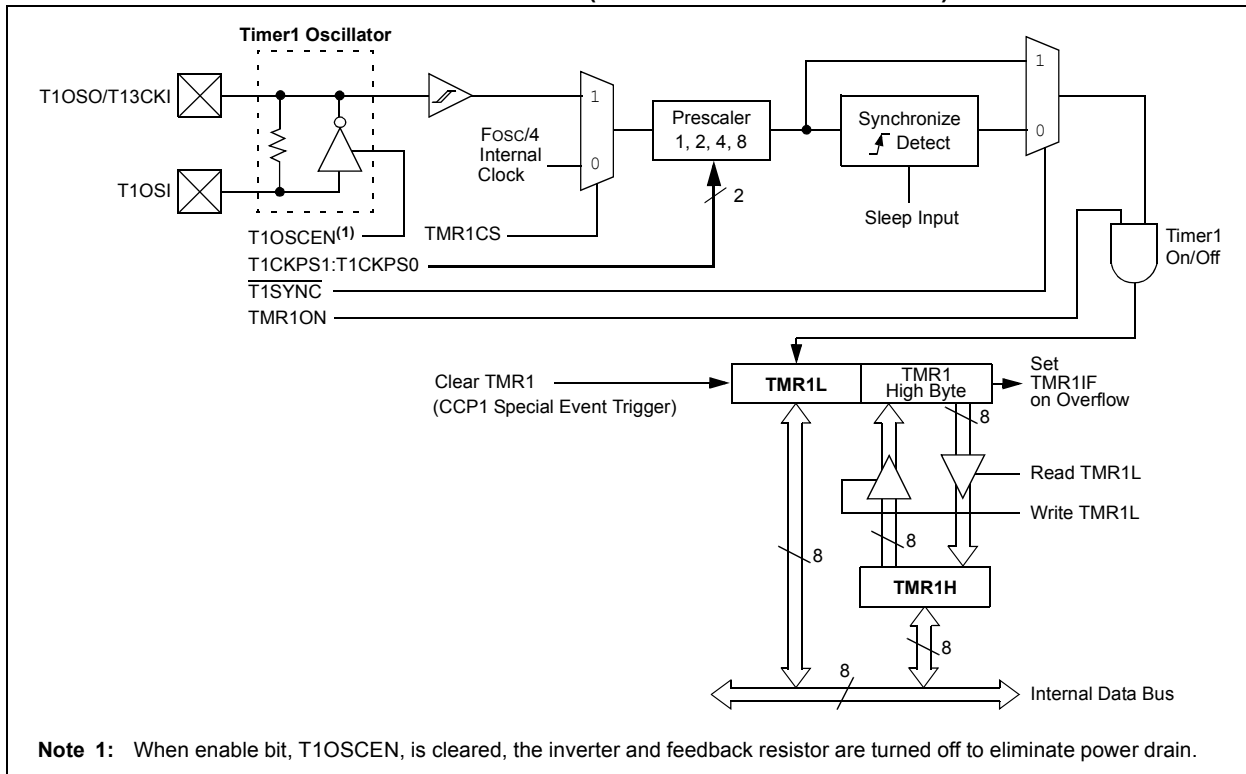 Timer1 Oscillator
T1OSO/T13CKI
T1OSI
1
0
FOSC/4
Internal
Clock
Prescaler
1, 2, 4, 8
Synchronize
Detect
1
0
2
Sleep Input
T1OSCEN(1)
TMR1CS
T1CKPS1:T1CKPS0
T1SYNC
TMR1ON
Timer1
On/Off
Clear TMR1
(CCP1 Special Event Trigger)
TMR1L
TMR1
High Byte
Set
TMR1IF
on Overflow
8
Read TMR1L
Write TMR1L
8
8
TMR1H
8
8
Internal Data Bus
Note 1: When enable bit, T1OSCEN, is cleared, the inverter and feedback resistor are turned off to eliminate power drain.